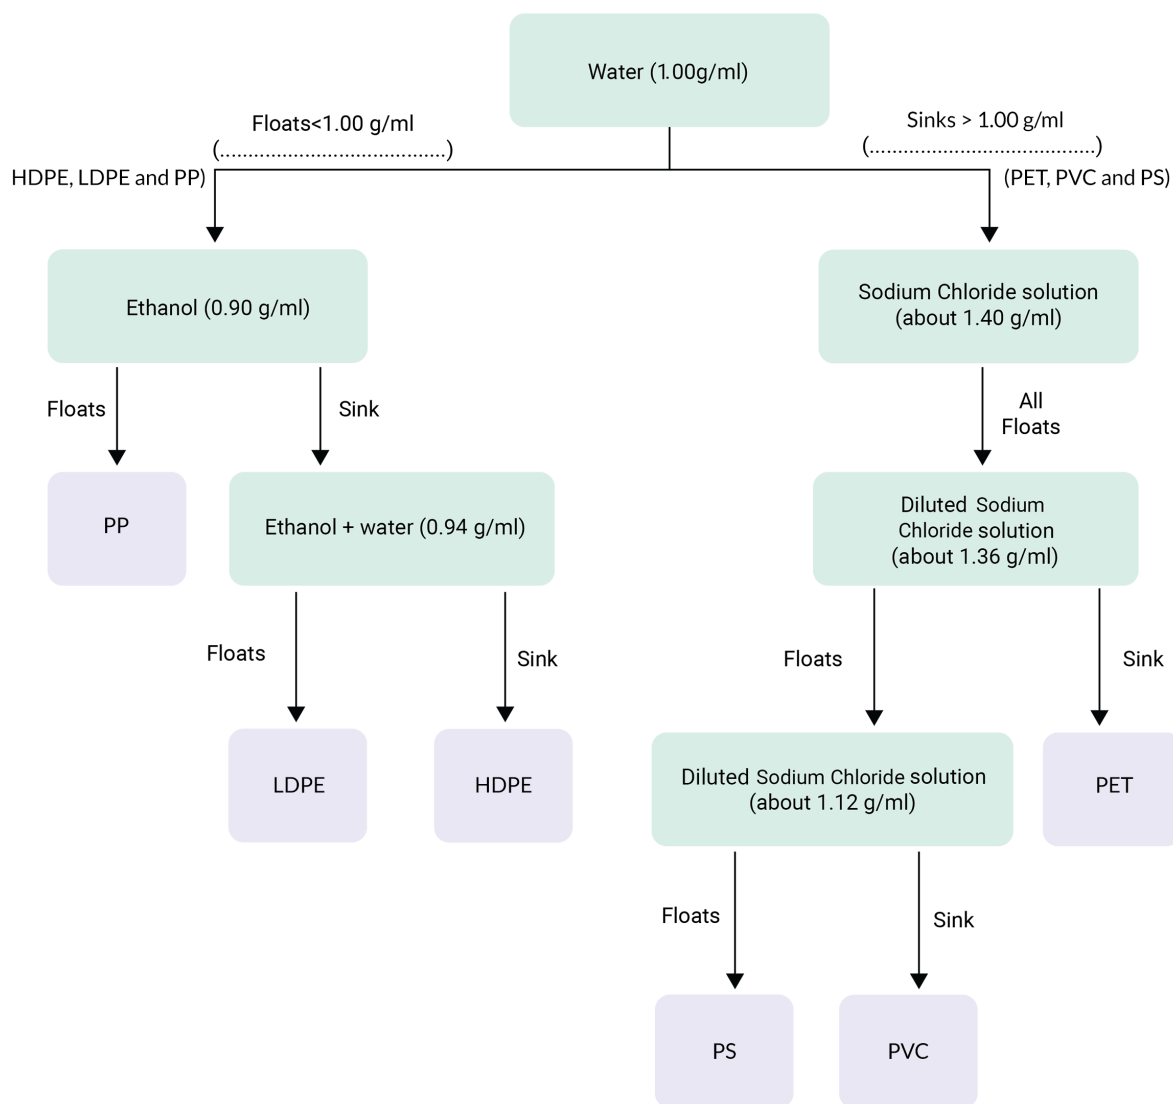 Water (1.00g/ml)
Floats<1.00 g/ml
(.......................................)
HDPE, LDPE and PP)
Sinks > 1.00 g/ml
(.......................................)
(PET, PVC and PS)
Ethanol (0.90 g/ml)
Sodium Chloride solution
(about 1.40 g/ml)
Floats
Sink
All
Floats
PP
Ethanol + water (0.94 g/ml)
Diluted Sodium
Chloride solution
(about 1.36 g/ml)
Floats
Sink
Floats
Sink
LDPE
HDPE
Diluted Sodium Chloride solution
(about 1.12 g/ml)
PET
Floats
Sink
PS
PVC